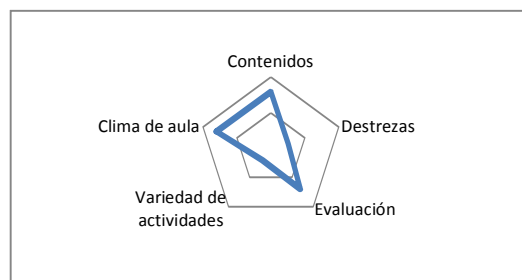 Contenidos
Clima de aula
Destrezas
Variedad de
actividades
Evaluación